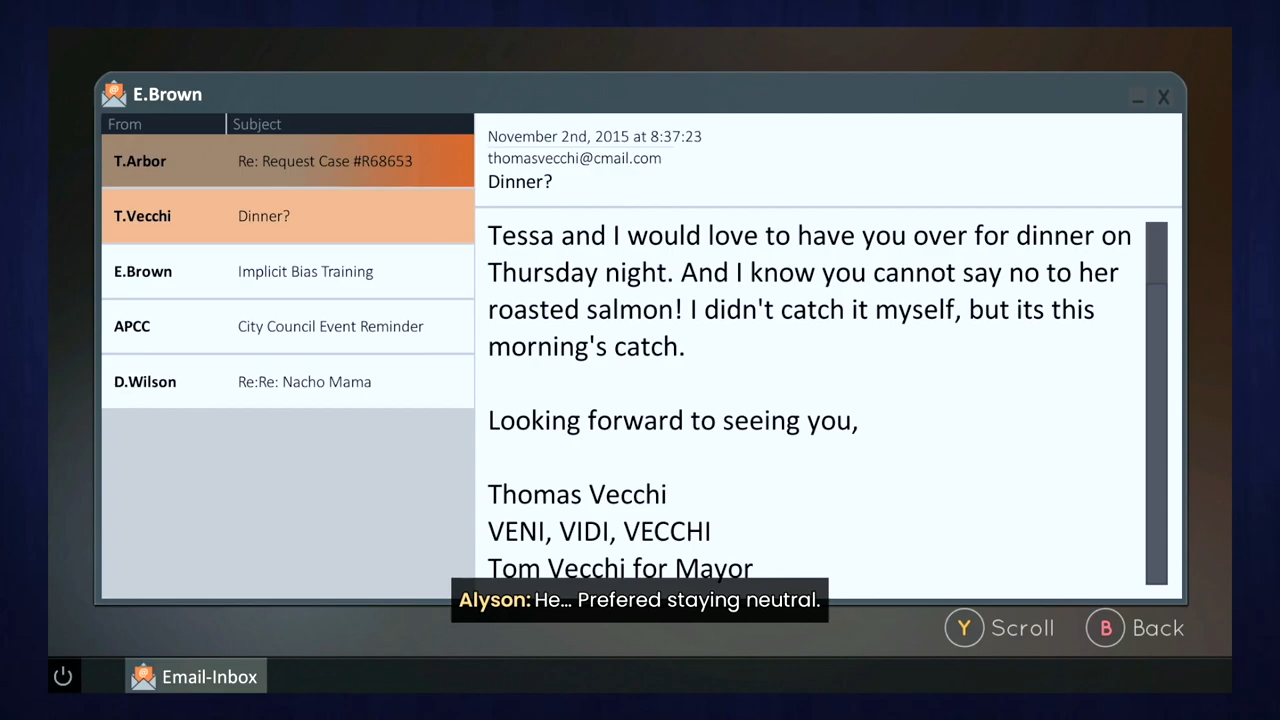 E.Brown
From Subject
T.Arbor Re: Request Case #R68653
T.Vecchi Dinner?
E.Brown Implicit Bias Training
APCC City Council Event Reminder
D.Wilson Re:Re: Nacho Mama
November 2nd, 2015 at 8:37:23
thomasvecchi@cmail.com
Dinner?
Tessa and I would love to have you over for dinner on
Thursday night. And I know you cannot say no to her
roasted salmon! I didn't catch it myself, but its this
morning's catch.
Looking forward to seeing you,
Thomas Vecchi
VENI, VIDI, VECCHI
Tom Vecchi for Mayor
Alyson: He... Prefered staying neutral.
Y Scroll B Back
Email-Inbox